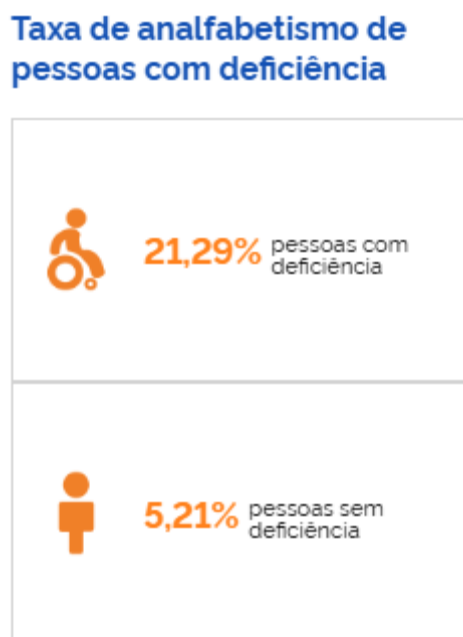 Taxa de analfabetismo de
pessoas com deficiência
21,29% pessoas com
deficiência
5,21% pessoas sem
deficiência